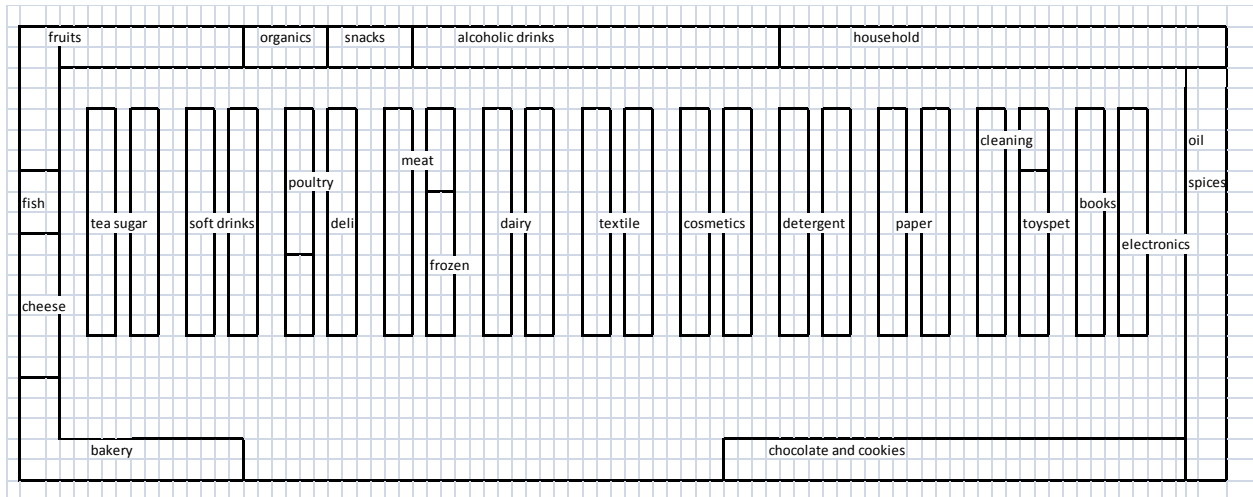 fruits
organics
snacks
alcoholic drinks
household
cleaning
oil
meat
poultry
spices
fish
books
tea sugar
soft drinks
deli
dairy
textile
cosmetics
detergent
paper
toyspet
electronics
frozen
cheese
bakery
chocolate and cookies